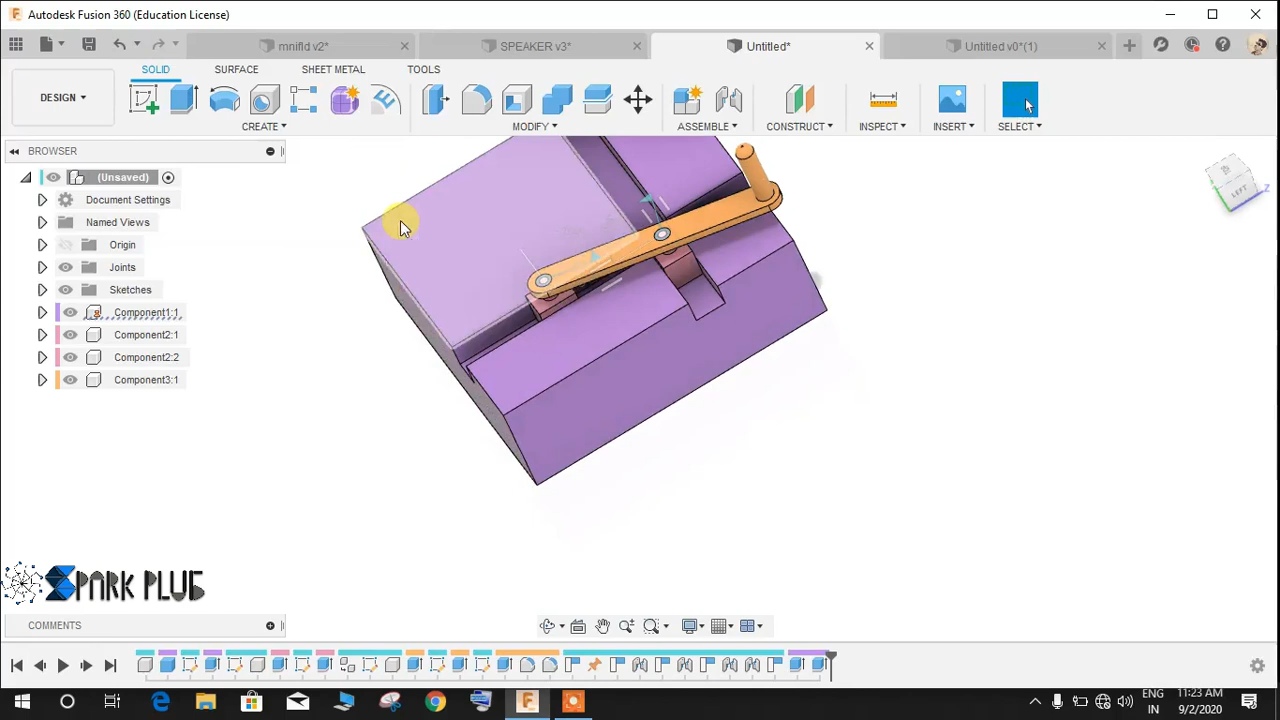 Autodesk Fusion 360 (Education License)
mnifld v2*
SPEAKER v3*
Untitled*
Untitled v0*(1)
SOLID
SURFACE
SHEET METAL
TOOLS
DESIGN
CREATE
MODIFY
ASSEMBLE
CONSTRUCT
INSPECT
INSERT
SELECT
BROWSER
(Unsaved)
Document Settings
Named Views
Origin
Joints
Sketches
Component1:1
Component2:1
Component2:2
Component3:1
LEFT
Z
SPARK PLUG
COMMENTS
ENG
IN
11:23 AM
9/2/2020